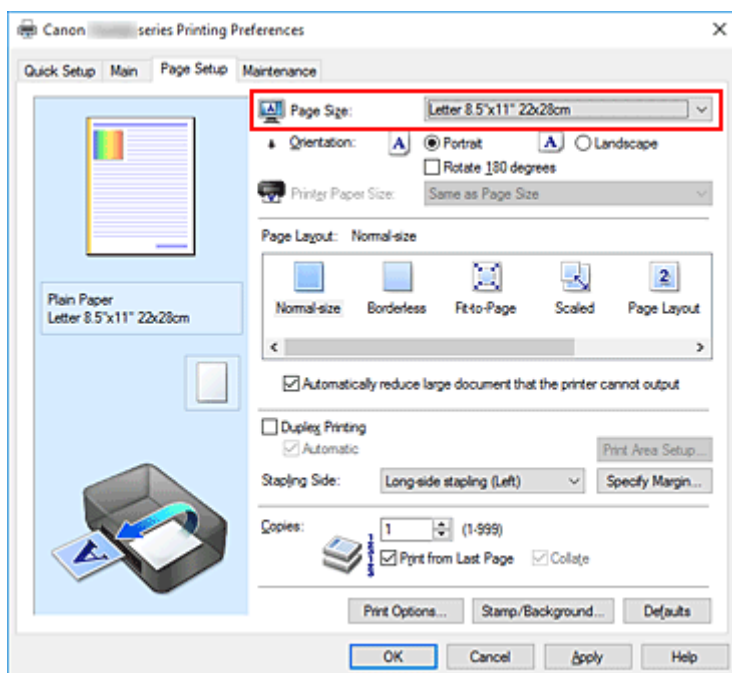 Canon series Printing Preferences
Quick Setup Main Page Setup Maintenance
Page Size: Letter 8.5"x11" 22x28cm
Orientation: A Portrait A Landscape
Rotate 180 degrees
Printer Paper Size: Same as Page Size
Page Layout: Normal-size
2
Normal-size Borderless Fit-to-Page Scaled Page Layout
Plain Paper
Letter 8.5"x11" 22x28cm
Automatically reduce large document that the printer cannot output
Duplex Printing
Automatic
Print Area Setup...
Stapling Side: Long-side stapling (Left) Specify Margin...
Copies: 1 (1-999)
Print from Last Page Collate
A
Print Options... Stamp/Background... Defaults
OK Cancel Apply Help